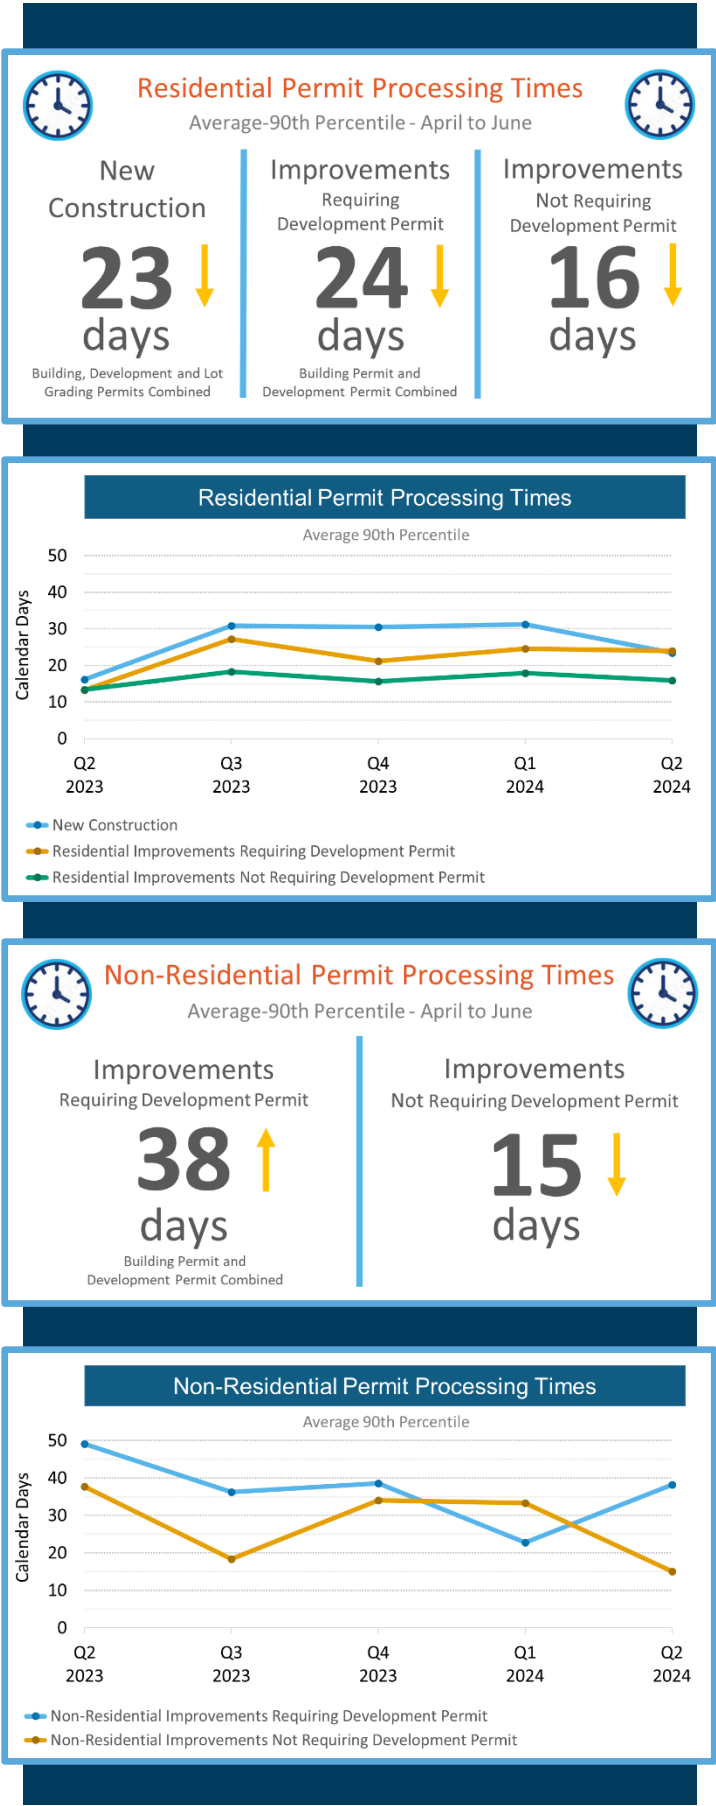 Residential Permit Processing Times
Average-90th Percentile - April to June
New
Construction
23
days
Building, Development and Lot
Grading Permits Combined
Improvements
Requiring
Development Permit
24
days
Building Permit and
Development Permit Combined
Improvements
Not Requiring
Development Permit
16
days
Residential Permit Processing Times
Average 90th Percentile
Calendar Days
50
40
30
20
10
0
Q2
2023
Q3
2023
Q4
2023
Q1
2024
Q2
2024
New Construction
Residential Improvements Requiring Development Permit
Residential Improvements Not Requiring Development Permit
Non-Residential Permit Processing Times
Average-90th Percentile - April to June
Improvements
Requiring Development Permit
38
days
Building Permit and
Development Permit Combined
Improvements
Not Requiring Development Permit
15
days
Non-Residential Permit Processing Times
Average 90th Percentile
Calendar Days
50
40
30
20
10
0
Q2
2023
Q3
2023
Q4
2023
Q1
2024
Q2
2024
Non-Residential Improvements Requiring Development Permit
Non-Residential Improvements Not Requiring Development Permit